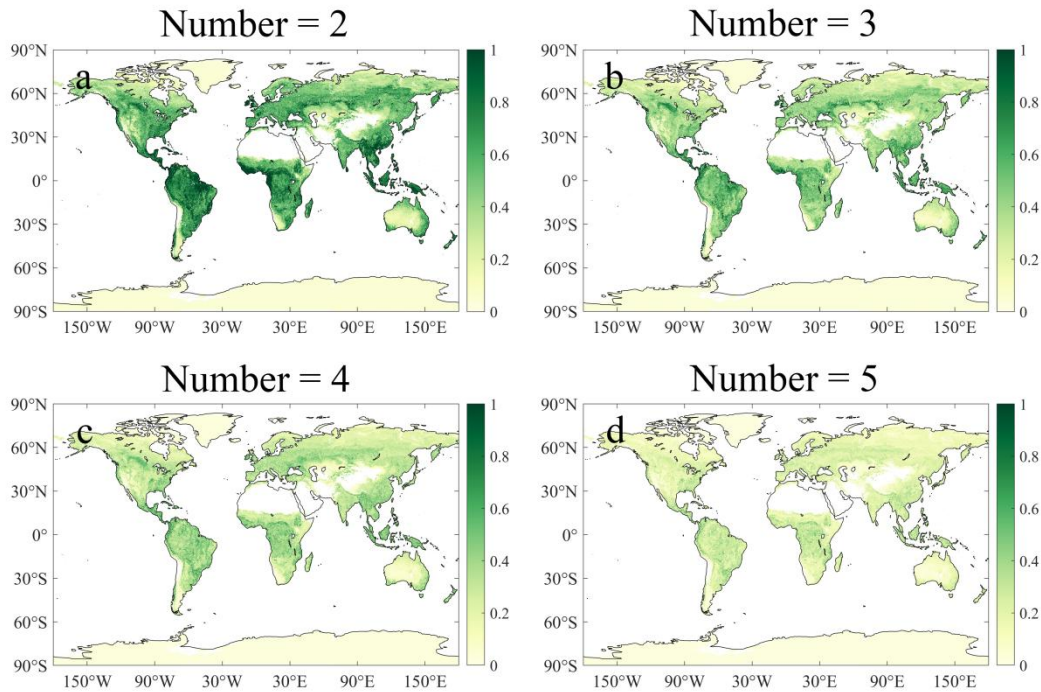 Number = 2
Number = 3
a
b
90°N
60°N
30°N
0°
30°S
60°S
90°S
150°W
90°W
30°W
30°E
90°E
150°E
1
0.8
0.6
0.4
0.2
0
90°N
60°N
30°N
0°
30°S
60°S
90°S
150°W
90°W
30°W
30°E
90°E
150°E
1
0.8
0.6
0.4
0.2
0
Number = 4
Number = 5
c
d
90°N
60°N
30°N
0°
30°S
60°S
90°S
150°W
90°W
30°W
30°E
90°E
150°E
1
0.8
0.6
0.4
0.2
0
90°N
60°N
30°N
0°
30°S
60°S
90°S
150°W
90°W
30°W
30°E
90°E
150°E
1
0.8
0.6
0.4
0.2
0